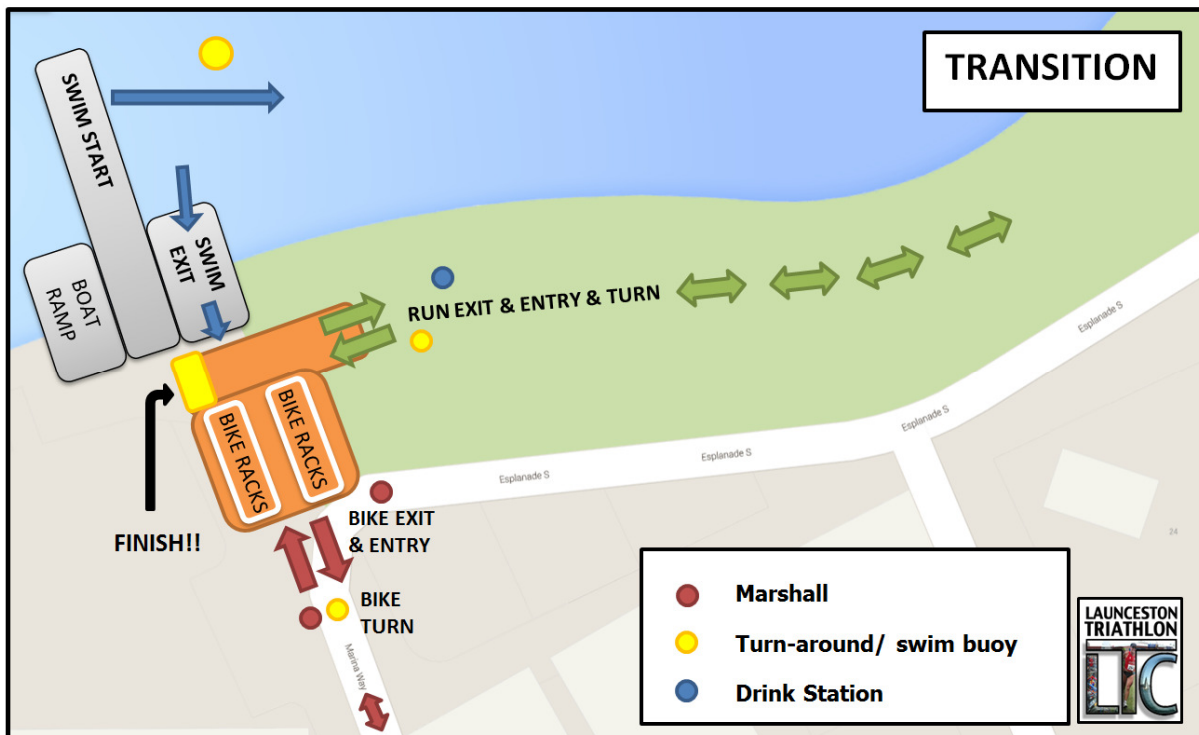 TRANSITION
SWIM START
SWIM
EXIT
BOAT
RAMP
RUN EXIT & ENTRY & TURN
BIKE RACKS
BIKE RACKS
Esplanade S
Esplanade S
Esplanade S
Esplanade S
FINISH!!
BIKE EXIT
& ENTRY
BIKE
TURN
Marina Way
24
Marshall
Turn-around/ swim buoy
Drink Station
LAUNCESTON
TRIATHLON
LTC